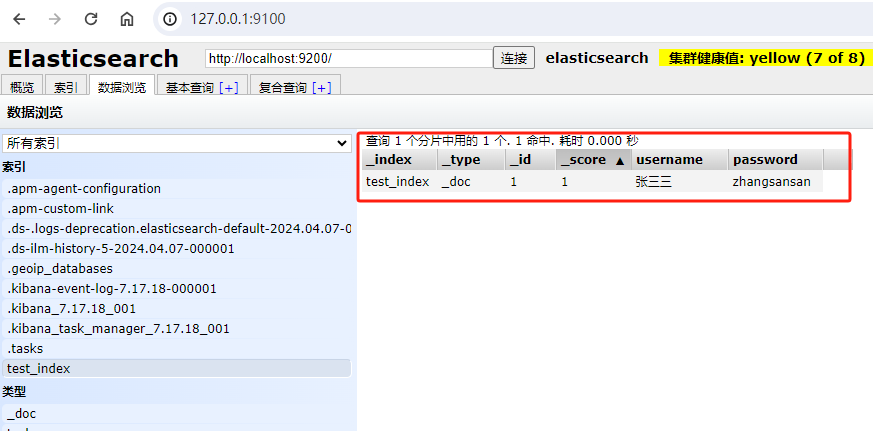 127.0.0.1:9100
Elasticsearch
http://localhost:9200/
连接
elasticsearch
集群健康值: yellow (7 of 8)
概览 索引 数据浏览 基本查询 [+] 复合查询 [+]
数据浏览
所有索引
索引
.apm-agent-configuration
.apm-custom-link
.ds-.logs-deprecation.elasticsearch-default-2024.04.07-0
.ds-ilm-history-5-2024.04.07-000001
.geoip_databases
.kibana-event-log-7.17.18-000001
.kibana_7.17.18_001
.kibana_task_manager_7.17.18_001
.tasks
test_index
类型
_doc
查询 1 个分片中用的 1 个. 1 命中. 耗时 0.000 秒
_index _type _id _score ▲ username password
test_index _doc 1 1 张三三 zhangsansan